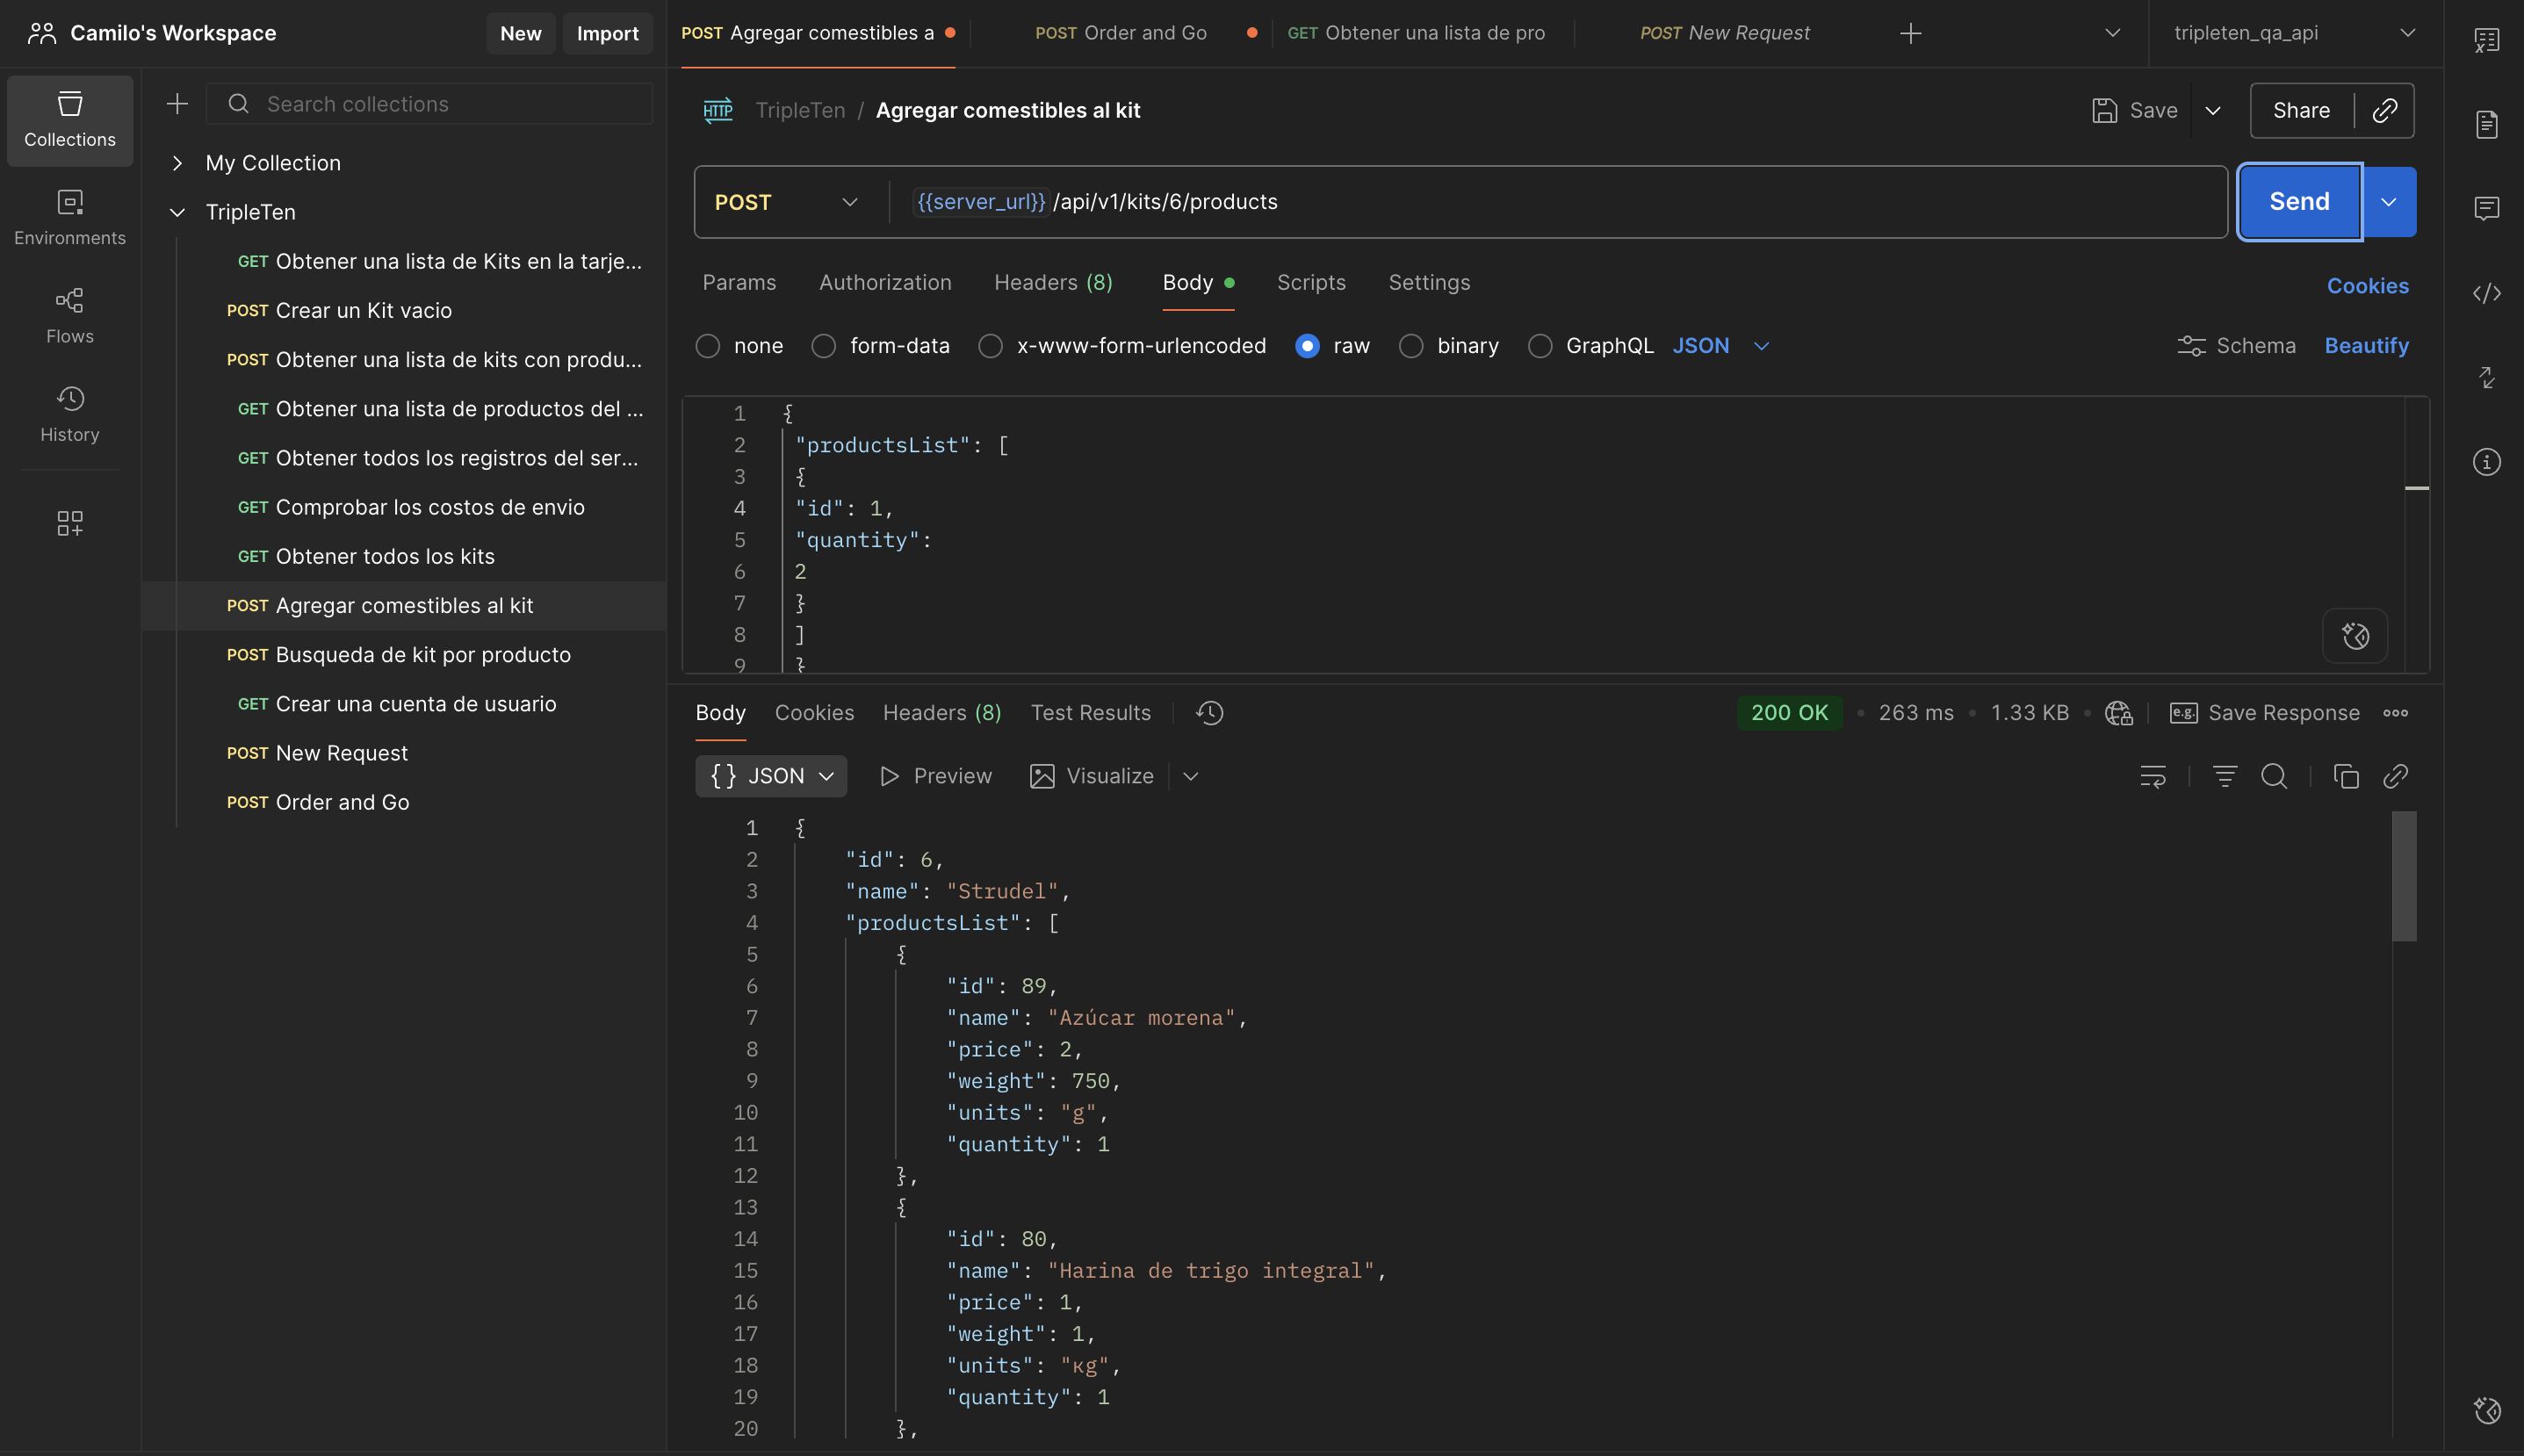 Camilo's Workspace
New
Import
POST Agregar comestibles a
POST Order and Go
GET Obtener una lista de pro
POST New Request
tripleten_qa_api
Collections
Environments
Flows
History
Search collections
My Collection
TripleTen
GET Obtener una lista de Kits en la tarje...
POST Crear un Kit vacio
POST Obtener una lista de kits con produ...
GET Obtener una lista de productos del ...
GET Obtener todos los registros del ser...
GET Comprobar los costos de envio
GET Obtener todos los kits
POST Agregar comestibles al kit
POST Busqueda de kit por producto
GET Crear una cuenta de usuario
POST New Request
POST Order and Go
HTTP TripleTen / Agregar comestibles al kit
Save
Share
POST
{{server_url}}/api/v1/kits/6/products
Send
Params Authorization Headers (8) Body Scripts Settings
Cookies
none form-data x-www-form-urlencoded raw binary GraphQL JSON
Schema Beautify
1 {
2 "productsList": [
3 {
4 "id": 1,
5 "quantity":
6 2
7 }
8 ]
9 }
Body Cookies Headers (8) Test Results
200 OK • 263 ms • 1.33 KB •
e.g. Save Response
{} JSON Preview Visualize
1 {
2 "id": 6,
3 "name": "Strudel",
4 "productsList": [
5 {
6 "id": 89,
7 "name": "Azúcar morena",
8 "price": 2,
9 "weight": 750,
10 "units": "g",
11 "quantity": 1
12 },
13 {
14 "id": 80,
15 "name": "Harina de trigo integral",
16 "price": 1,
17 "weight": 1,
18 "units": "кg",
19 "quantity": 1
20 },